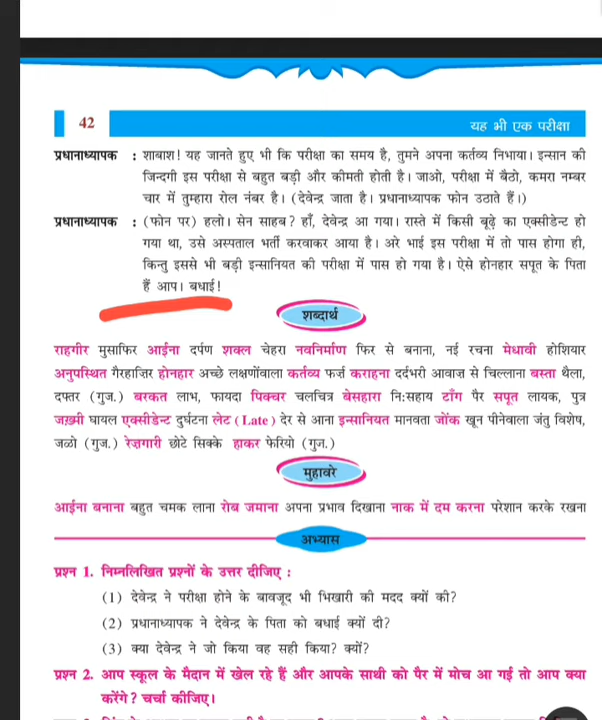 42
यह भी एक परीक्षा
प्रधानाध्यापक : शाबाश! यह जानते हुए भी कि परीक्षा का समय है, तुमने अपना कर्तव्य निभाया। इन्सान की
जिन्दगी इस परीक्षा से बहुत बड़ी और कीमती होती है। जाओ, परीक्षा में बैठो, कमरा नम्बर
चार में तुम्हारा रोल नंबर है। (देवेन्द्र जाता है। प्रधानाध्यापक फोन उठाते हैं।)
प्रधानाध्यापक : (फोन पर) हलो। सेन साहब? हाँ, देवेन्द्र आ गया। रास्ते में किसी बूढ़े का एक्सीडेन्ट हो
गया था, उसे अस्पताल भर्ती करवाकर आया है। अरे भाई इस परीक्षा में तो पास होगा ही,
किन्तु इससे भी बड़ी इन्सानियत की परीक्षा में पास हो गया है। ऐसे होनहार सपूत के पिता
हैं आप। बधाई!
शब्दार्थ
राहगीर मुसाफिर आईना दर्पण शक्ल चेहरा नवनिर्माण फिर से बनाना, नई रचना मेधावी होशियार
अनुपस्थित गैरहाज़िर होनहार अच्छे लक्षणोंवाला कर्तव्य फर्ज़ कराहना दर्दभरी आवाज़ से चिल्लाना बस्ता थैला,
दफ्तर (गुज.) बरकत लाभ, फायदा पिक्चर चलचित्र बेसहारा नि:सहाय टाँग पैर सपूत लायक, पुत्र
जख़्मी घायल एक्सीडेन्ट दुर्घटना लेट (Late) देर से आना इन्सानियत मानवता जोंक खून पीनेवाला जंतु विशेष,
जळो (गुज.) रेज़गारी छोटे सिक्के हाकर फेरियो (गुज.)
मुहावरे
आईना बनाना बहुत चमक लाना रोब जमाना अपना प्रभाव दिखाना नाक में दम करना परेशान करके रखना
अभ्यास
प्रश्न 1. निम्नलिखित प्रश्नों के उत्तर दीजिए :
(1) देवेन्द्र ने परीक्षा होने के बावजूद भी भिखारी की मदद क्यों की?
(2) प्रधानाध्यापक ने देवेन्द्र के पिता को बधाई क्यों दी?
(3) क्या देवेन्द्र ने जो किया वह सही किया? क्यों?
प्रश्न 2. आप स्कूल के मैदान में खेल रहे हैं और आपके साथी को पैर में मोच आ गई तो आप क्या
करेंगे? चर्चा कीजिए।